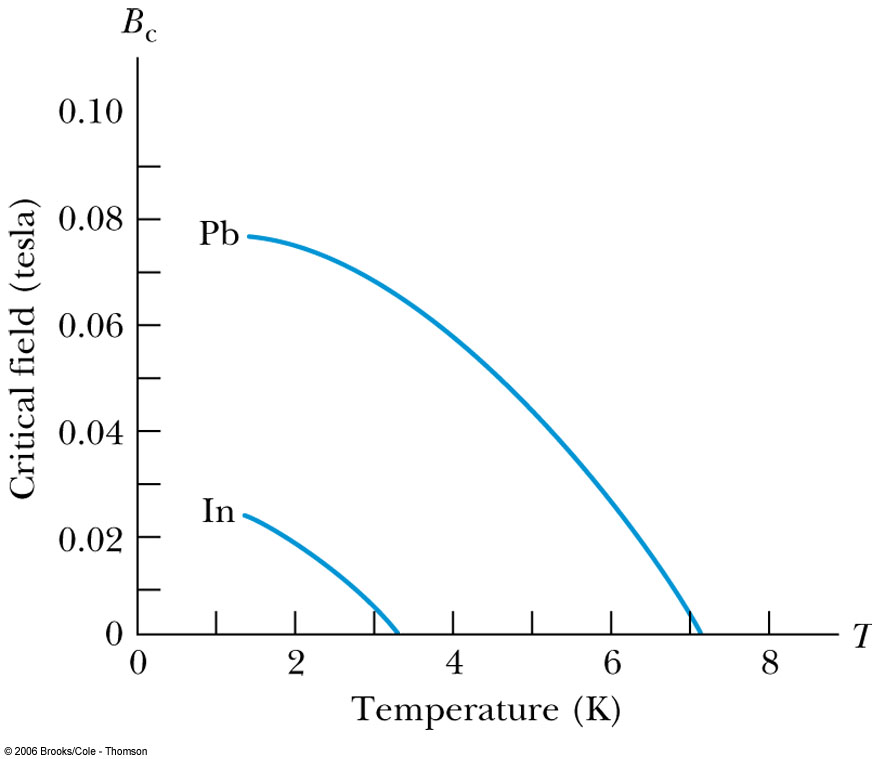 B_c
0.10
0.08
Pb
0.06
0.04
In
0.02
0
T
0 2 4 6 8
Temperature (K)
Critical field (tesla)
© 2006 Brooks/Cole - Thomson